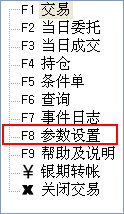 F1 交易
F2 当日委托
F3 当日成交
F4 持仓
F5 条件单
F6 查询
F7 事件日志
F8 参数设置
F9 帮助及说明
¥ 银期转帐
✖ 关闭交易